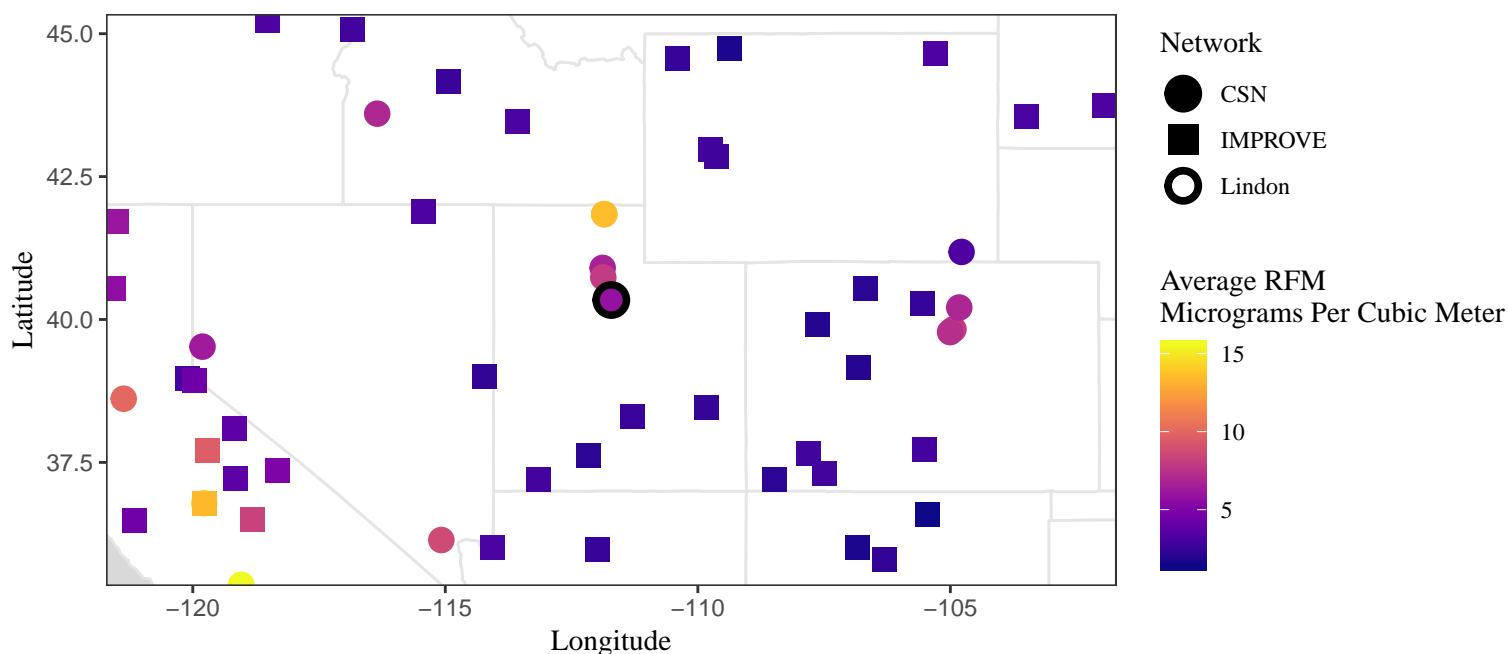 45.0
42.5
40.0
37.5
Latitude
−120
−115
−110
−105
Longitude
Network
CSN
IMPROVE
Lindon
Average RFM
Micrograms Per Cubic Meter
15
10
5